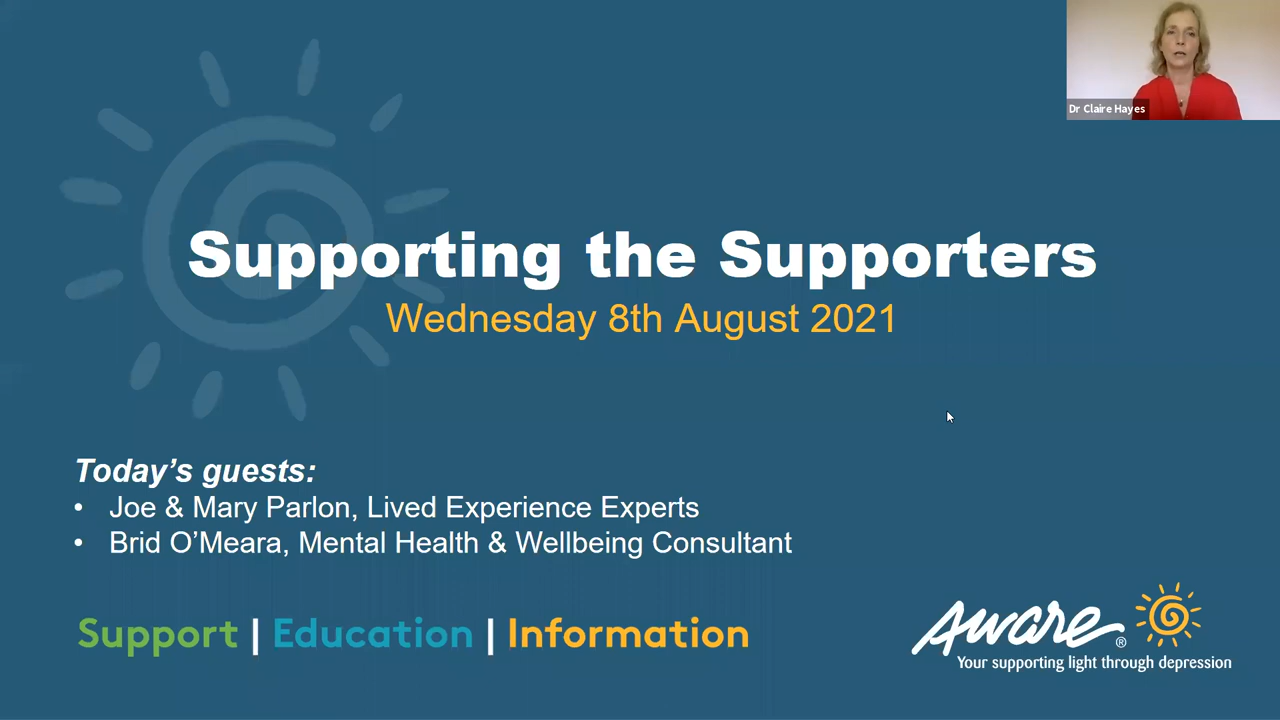 Dr Claire Hayes
Supporting the Supporters
Wednesday 8th August 2021
Today's guests:
• Joe & Mary Parlon, Lived Experience Experts
• Brid O'Meara, Mental Health & Wellbeing Consultant
Support | Education | Information
Aware®
Your supporting light through depression